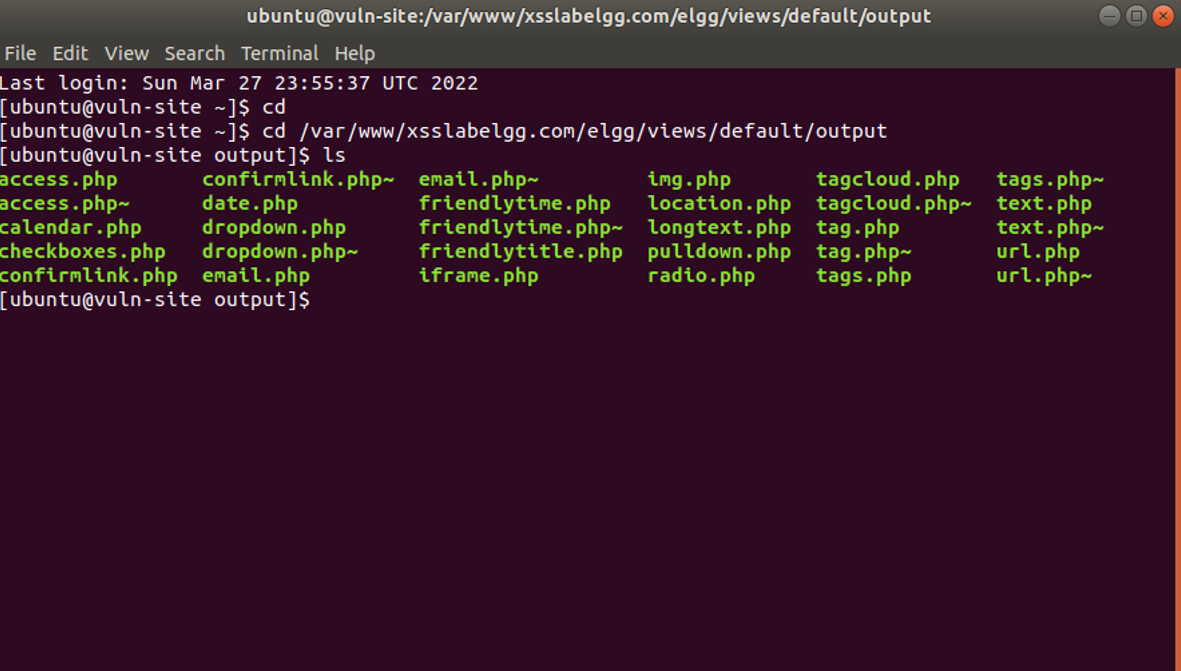 ubuntu@vuln-site:/var/www/xsslabelgg.com/elgg/views/default/output
File Edit View Search Terminal Help
Last login: Sun Mar 27 23:55:37 UTC 2022
[ubuntu@vuln-site ~]$ cd
[ubuntu@vuln-site ~]$ cd /var/www/xsslabelgg.com/elgg/views/default/output
[ubuntu@vuln-site output]$ ls
access.php confirmlink.php~ email.php~ img.php tagcloud.php tags.php~
access.php~ date.php friendlytime.php location.php tagcloud.php~ text.php
calendar.php dropdown.php friendlytime.php~ longtext.php tag.php text.php~
checkboxes.php dropdown.php~ friendlytitle.php pulldown.php tag.php~ url.php
confirmlink.php email.php iframe.php radio.php tags.php url.php~
[ubuntu@vuln-site output]$